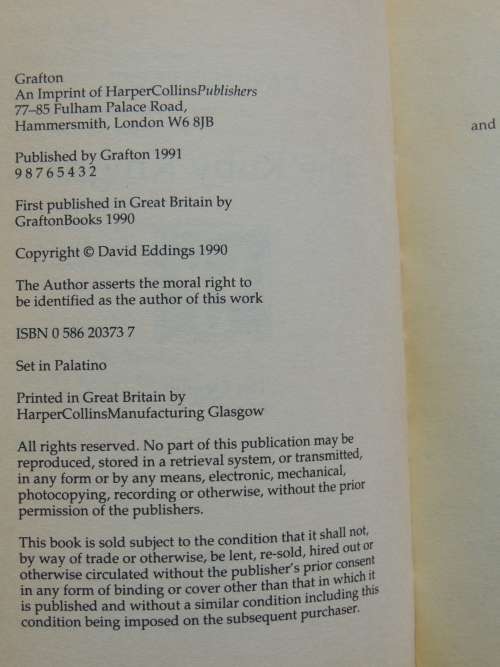 Grafton
An Imprint of HarperCollinsPublishers
77–85 Fulham Palace Road,
Hammersmith, London W6 8JB
Published by Grafton 1991
9 8 7 6 5 4 3 2
First published in Great Britain by
GraftonBooks 1990
Copyright © David Eddings 1990
The Author asserts the moral right to
be identified as the author of this work
ISBN 0 586 20373 7
Set in Palatino
Printed in Great Britain by
HarperCollinsManufacturing Glasgow
All rights reserved. No part of this publication may be
reproduced, stored in a retrieval system, or transmitted,
in any form or by any means, electronic, mechanical,
photocopying, recording or otherwise, without the prior
permission of the publishers.
This book is sold subject to the condition that it shall not,
by way of trade or otherwise, be lent, re-sold, hired out or
otherwise circulated without the publisher's prior consent
in any form of binding or cover other than that in which it
is published and without a similar condition including this
condition being imposed on the subsequent purchaser.
and